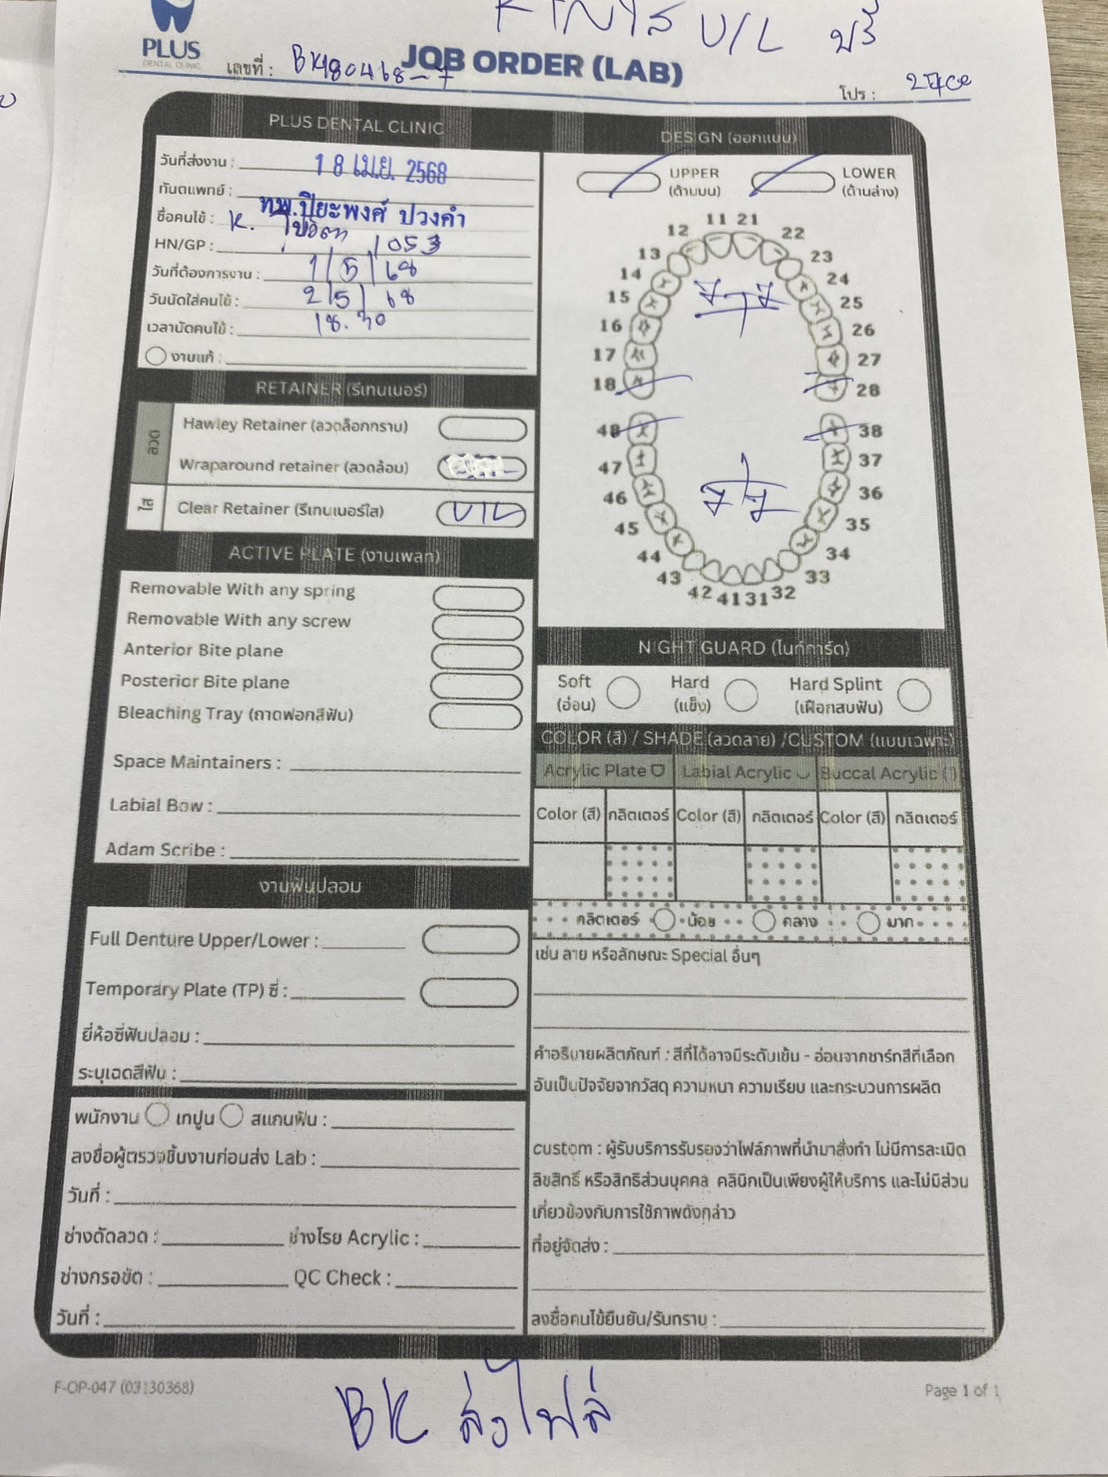 U/L ฟรี
PLUS
DENTAL CLINIC
JOB ORDER (LAB)
เลขที่ : BK180468-7
โปร :
PLUS DENTAL CLINIC
วันที่ส่งงาน : 18 เม.ย. 2568
ทันตแพทย์ : ทพ.ปิยะพงศ์ ปวงคำ
ชื่อคนไข้ : K.
HN/GP : 1053
วันที่ต้องการงาน : 1/5/68
วันนัดใส่คนไข้ : 2/5/68
เวลานัดคนไข้ : 18.30
งานแก้ :
RETAINER (รีเทนเนอร์)
ลวด
Hawley Retainer (ลวดล็อกกราม)
Wraparound retainer (ลวดล้อม)
ใส
Clear Retainer (รีเทนเนอร์ใส) U/L
ACTIVE PLATE (งานเพลท)
Removable With any spring
Removable With any screw
Anterior Bite plane
Posterior Bite plane
Bleaching Tray (ถาดฟอกสีฟัน)
Space Maintainers :
Labial Bow :
Adam Scribe :
งานฟันปลอม
Full Denture Upper/Lower :
Temporary Plate (TP) ซี่ :
ยี่ห้อซี่ฟันปลอม :
ระบุเฉดสีฟัน :
พนักงาน เทปูน สแกนฟัน :
ลงชื่อผู้ตรวจชิ้นงานก่อนส่ง Lab :
วันที่ :
ช่างดัดลวด : ช่างโรย Acrylic :
ช่างกรอขัด : QC Check :
วันที่ :
DESIGN (ออกแบบ)
UPPER
(ด้านบน)
LOWER
(ด้านล่าง)
11 21
12 22
13 23
14 24
15 25
16 26
17 27
18 28
7 7
48 38
47 37
46 36
45 35
44 34
43 33
42 41 31 32
7 7
NIGHT GUARD (ไนท์การ์ด)
Soft
(อ่อน)
Hard
(แข็ง)
Hard Splint
(เฝือกสบฟัน)
COLOR (สี) / SHADE (ลวดลาย) /CUSTOM (แบบเฉพาะ)
Acrylic Plate Labial Acrylic Buccal Acrylic
Color (สี) กลิตเตอร์ Color (สี) กลิตเตอร์ Color (สี) กลิตเตอร์
กลิตเตอร์ น้อย กลาง มาก
เช่น ลาย หรือลักษณะ Special อื่นๆ
คำอธิบายผลิตภัณฑ์ : สีที่ได้อาจมีระดับเข้ม - อ่อนจากชาร์ทสีที่เลือก
อันเป็นปัจจัยจากวัสดุ ความหนา ความเรียบ และกระบวนการผลิต
custom : ผู้รับบริการรับรองว่าไฟล์ภาพที่นำมาสั่งทำ ไม่มีการละเมิด
ลิขสิทธิ์ หรือสิทธิส่วนบุคคล คลินิกเป็นเพียงผู้ให้บริการ และไม่มีส่วน
เกี่ยวข้องกับการใช้ภาพดังกล่าว
ที่อยู่จัดส่ง :
ลงชื่อคนไข้ยืนยัน/รับทราบ :
F-OP-047 (03130368)
Page 1 of 1
BK ส่งไฟล์